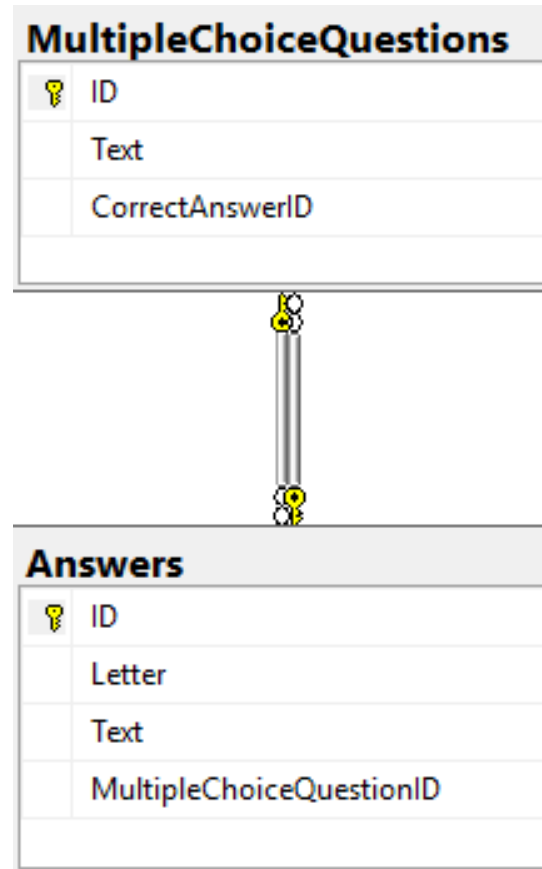 MultipleChoiceQuestions
ID
Text
CorrectAnswerID
Answers
ID
Letter
Text
MultipleChoiceQuestionID